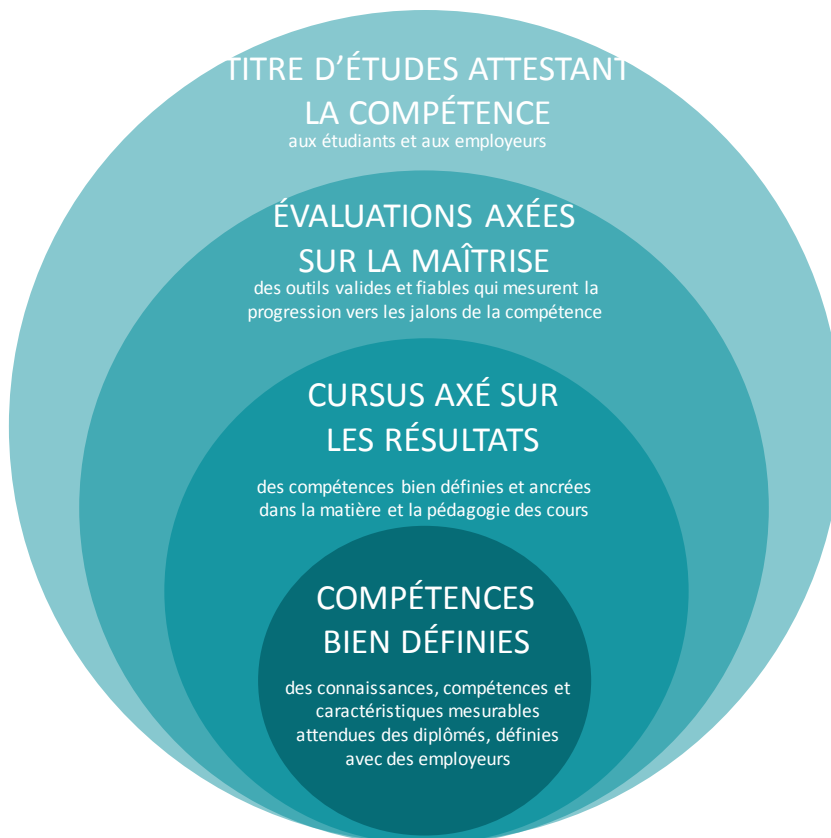 TITRE D'ÉTUDES ATTESTANT
LA COMPÉTENCE
aux étudiants et aux employeurs
ÉVALUATIONS AXÉES
SUR LA MAÎTRISE
des outils valides et fiables qui mesurent la
progression vers les jalons de la compétence
CURSUS AXÉ SUR
LES RÉSULTATS
des compétences bien définies et ancrées
dans la matière et la pédagogie des cours
COMPÉTENCES
BIEN DÉFINIES
des connaissances, compétences et
caractéristiques mesurables
attendues des diplômés, définies
avec des employeurs